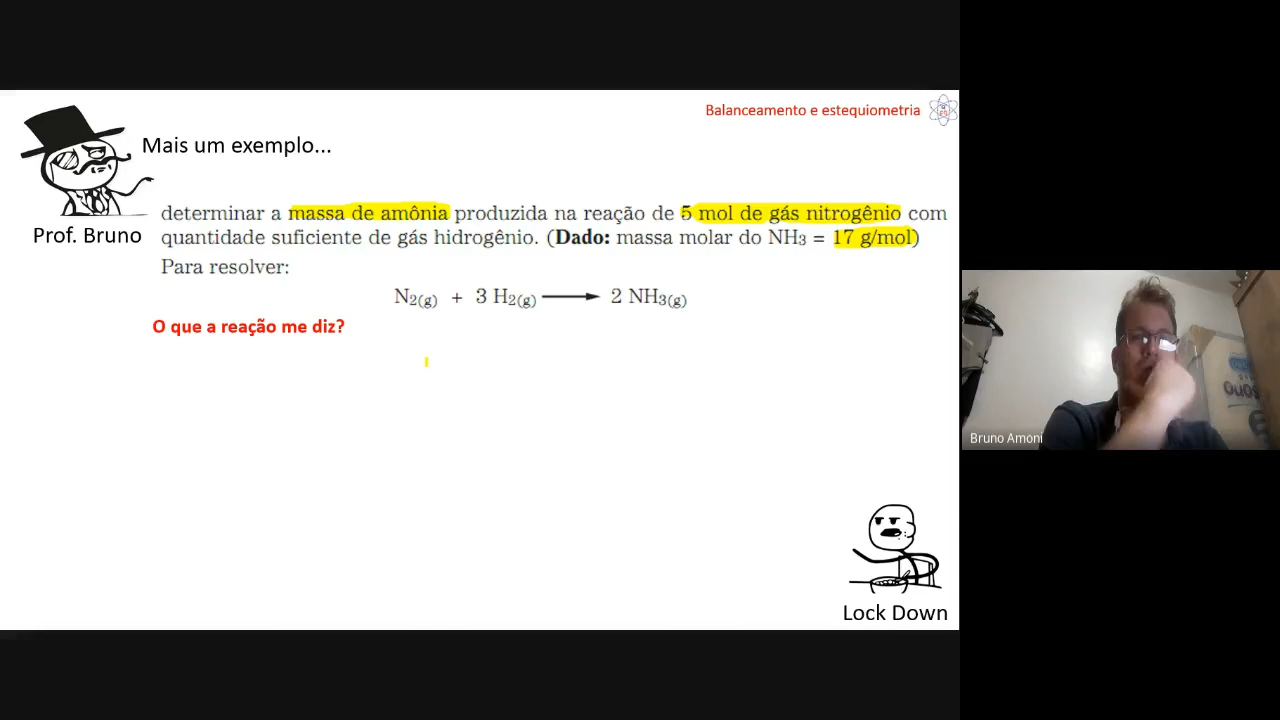 Balanceamento e estequiometria
Mais um exemplo...
determinar a massa de amônia produzida na reação de 5 mol de gás nitrogênio com
Prof. Bruno
quantidade suficiente de gás hidrogênio. (Dado: massa molar do NH3 = 17 g/mol)
Para resolver:
N2(g) + 3 H2(g) ⟶ 2 NH3(g)
O que a reação me diz?
Bruno Amoni
Lock Down